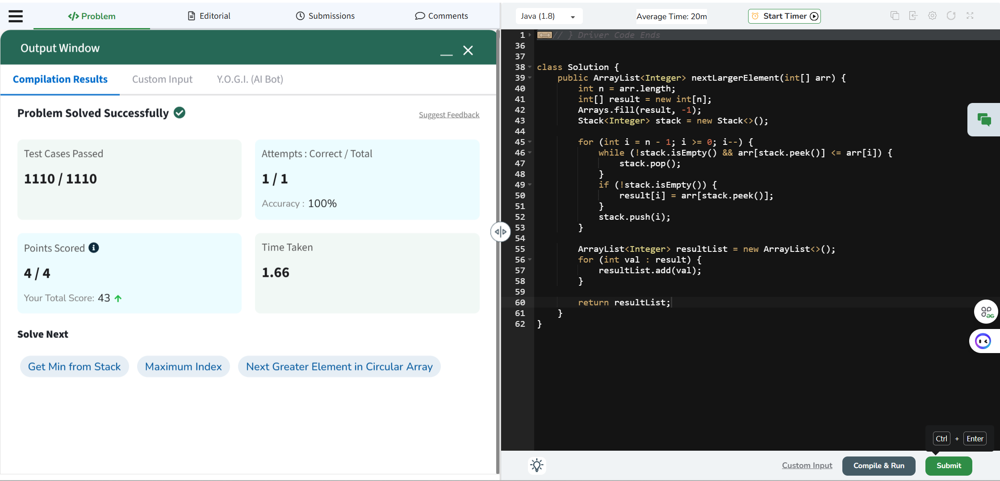 </> Problem
Editorial
Submissions
Comments
Output Window
Compilation Results
Custom Input
Y.O.G.I. (AI Bot)
Problem Solved Successfully
Suggest Feedback
Test Cases Passed
1110 / 1110
Attempts : Correct / Total
1 / 1
Accuracy : 100%
Points Scored
4 / 4
Your Total Score: 43
Time Taken
1.66
Solve Next
Get Min from Stack
Maximum Index
Next Greater Element in Circular Array
Java (1.8)
Average Time: 20m
Start Timer
1 // } Driver Code Ends
36
37
38 class Solution {
39     public ArrayList<Integer> nextLargerElement(int[] arr) {
40         int n = arr.length;
41         int[] result = new int[n];
42         Arrays.fill(result, -1);
43         Stack<Integer> stack = new Stack<>();
44
45         for (int i = n - 1; i >= 0; i--) {
46             while (!stack.isEmpty() && arr[stack.peek()] <= arr[i]) {
47                 stack.pop();
48             }
49             if (!stack.isEmpty()) {
50                 result[i] = arr[stack.peek()];
51             }
52             stack.push(i);
53         }
54
55         ArrayList<Integer> resultList = new ArrayList<>();
56         for (int val : result) {
57             resultList.add(val);
58         }
59
60         return resultList;
61     }
62 }
Ctrl + Enter
Custom Input
Compile & Run
Submit